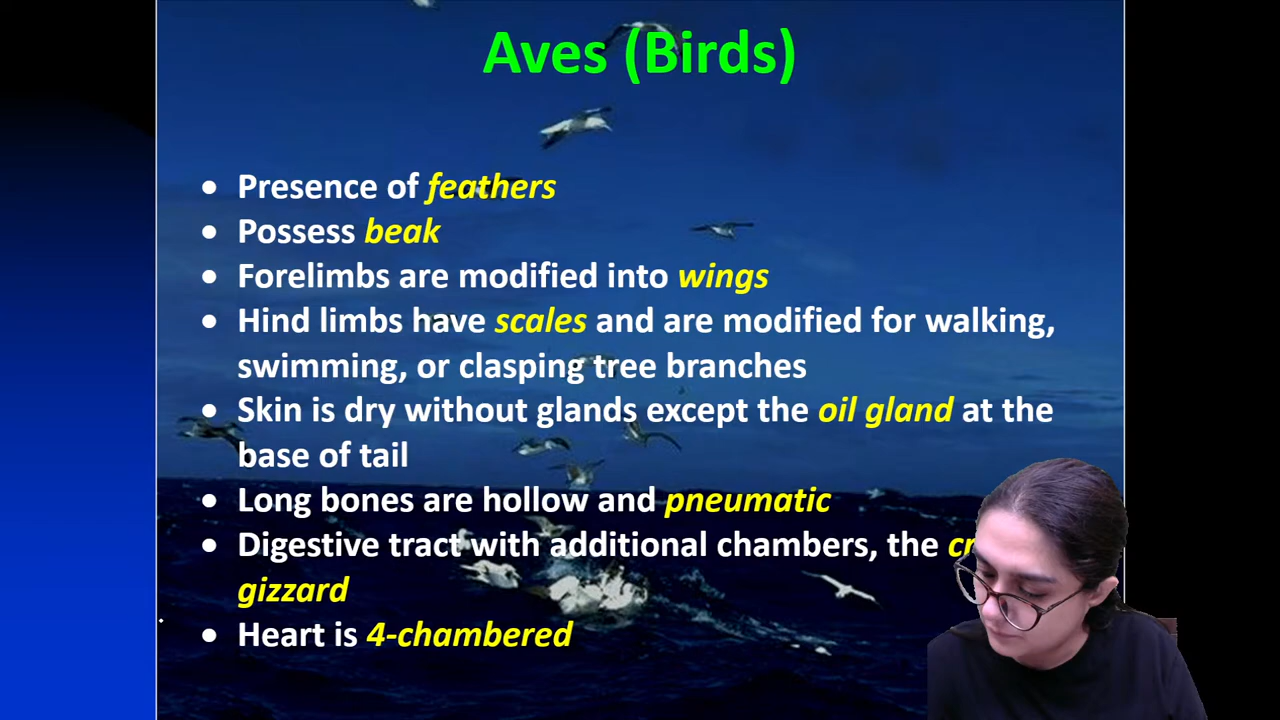 Aves (Birds)
• Presence of feathers
• Possess beak
• Forelimbs are modified into wings
• Hind limbs have scales and are modified for walking,
swimming, or clasping tree branches
• Skin is dry without glands except the oil gland at the
base of tail
• Long bones are hollow and pneumatic
• Digestive tract with additional chambers, the
gizzard
• Heart is 4-chambered